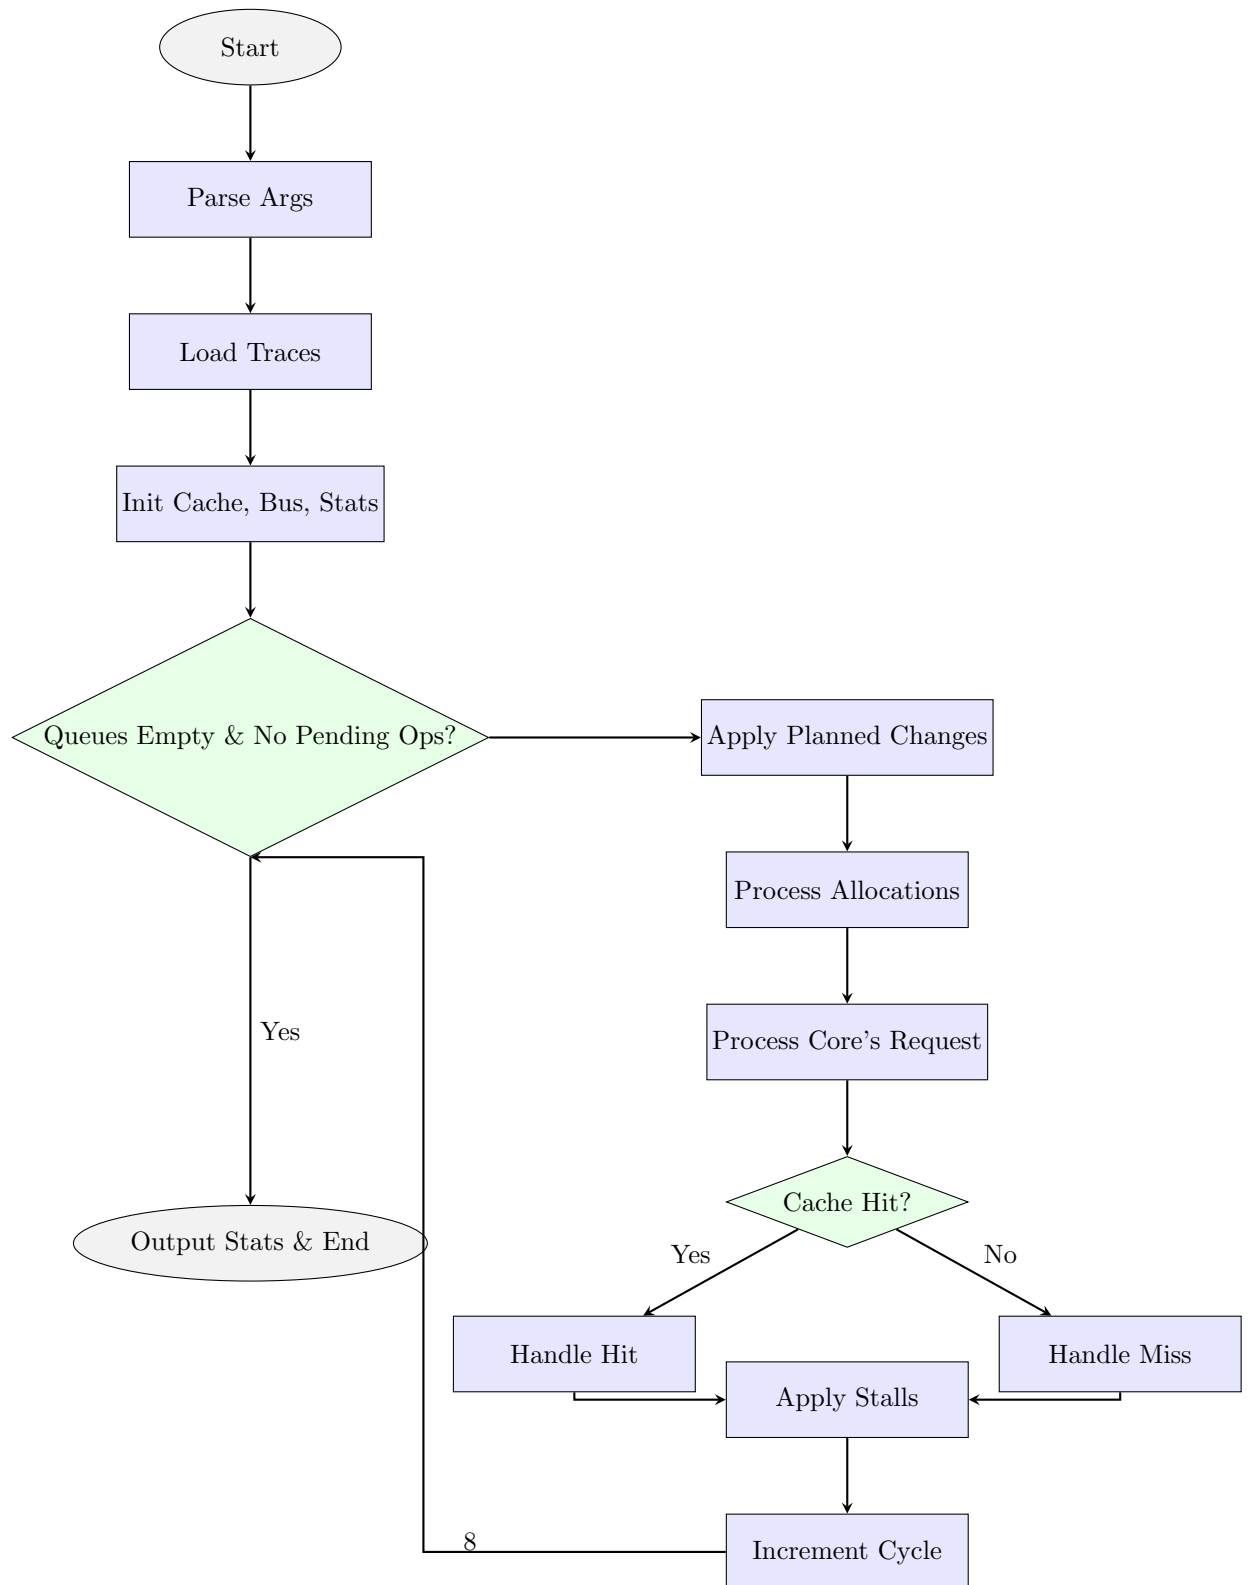 Start
Parse Args
Load Traces
Init Cache, Bus, Stats
Queues Empty & No Pending Ops?
Apply Planned Changes
Process Allocations
Yes
Process Core's Request
Cache Hit?
Output Stats & End
Yes
No
Handle Hit
Handle Miss
Apply Stalls
8
Increment Cycle